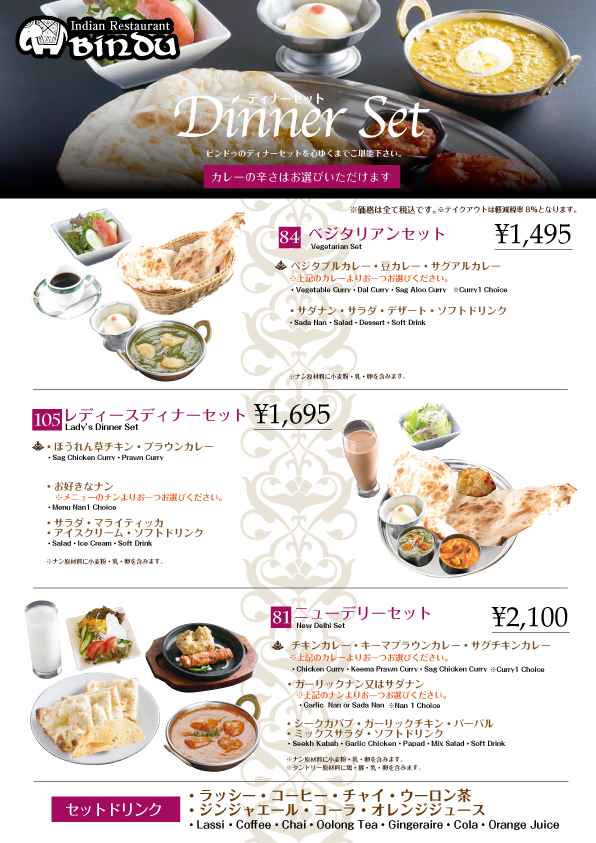 Indian Restaurant
BINDU
ディナーセット
Dinner Set
ビンドゥのディナーセットを心ゆくまでご堪能下さい。
カレーの辛さはお選びいただけます
※価格は全て税込です。※テイクアウトは軽減税率8%となります。
84 ベジタリアンセット ¥1,495
Vegetarian Set
ベジタブルカレー・豆カレー・サグアルカレー
※上記のカレーよりお一つお選びください。
・Vegetable Curry・Dal Curry・Sag Aloo Curry ※Curry1 Choice
・サダナン・サラダ・デザート・ソフトドリンク
・Sada Nan・Salad・Dessert・Soft Drink
※ナン原材料に小麦粉・乳・卵を含みます。
105 レディースディナーセット ¥1,695
Lady's Dinner Set
・ほうれん草チキン・ブラウンカレー
・Sag Chicken Curry・Prawn Curry
・お好きなナン
※メニューのナンよりお一つお選びください。
・Menu Nan1 Choice
・サラダ・マライティッカ
・アイスクリーム・ソフトドリンク
・Salad・Ice Cream・Soft Drink
※ナン原材料に小麦粉・乳・卵を含みます。
81 ニューデリーセット ¥2,100
New Delhi Set
チキンカレー・キーマブラウンカレー・サグチキンカレー
※上記のカレーよりお一つお選びください。
・Chicken Curry・Keema Prawn Curry・Sag Chicken Curry ※Curry1 Choice
・ガーリックナン又はサダナン
※上記のナンよりお一つお選びください。
・Garlic Nan or Sada Nan ※Nan 1 Choice
・シークカバブ・ガーリックチキン・パーパル
・ミックスサラダ・ソフトドリンク
・Seekh Kabab・Garlic Chicken・Papad・Mix Salad・Soft Drink
※ナン原材料に小麦粉・乳・卵を含みます。
※タンドリー原材料に鶏・豚・乳・卵を含みます。
セットドリンク
・ラッシー・コーヒー・チャイ・ウーロン茶
・ジンジャエール・コーラ・オレンジジュース
・Lassi・Coffee・Chai・Oolong Tea・Gingeraire・Cola・Orange Juice